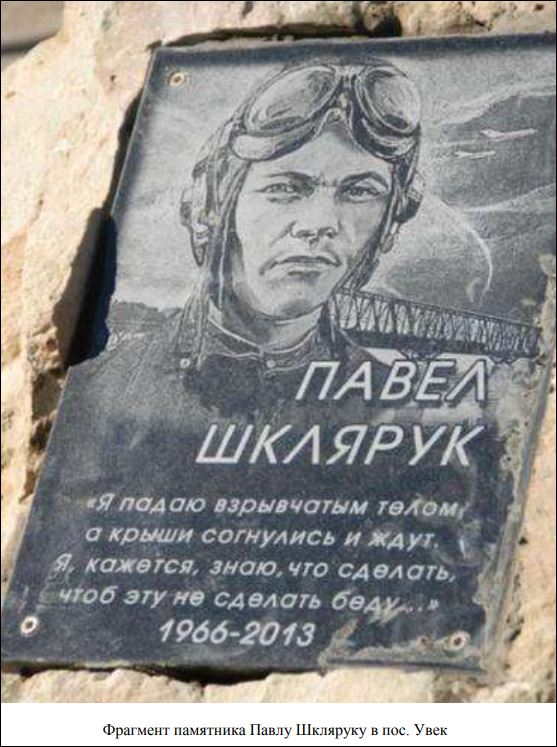 ПАВЕЛ
ШКЛЯРУК
«Я падаю взрывчатым телом,
а крыши согнулись и ждут.
Я, кажется, знаю, что сделать,
чтоб эту не сделать беду...»
1966-2013
Фрагмент памятника Павлу Шкляруку в пос. Увек